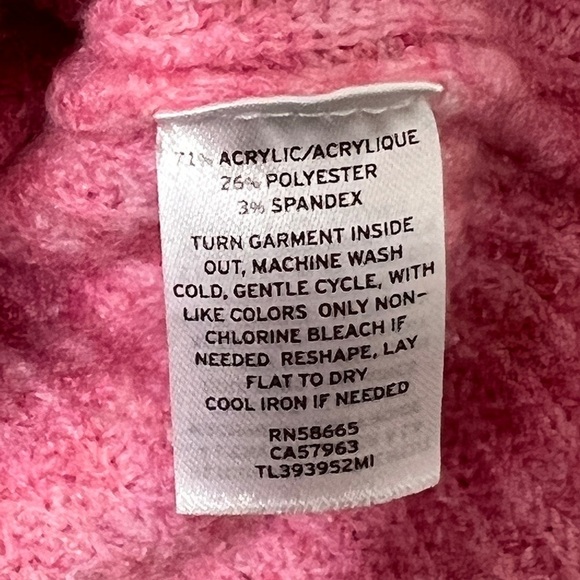 71% ACRYLIC/ACRYLIQUE
26% POLYESTER
3% SPANDEX
TURN GARMENT INSIDE
OUT, MACHINE WASH
COLD, GENTLE CYCLE, WITH
LIKE COLORS ONLY NON-
CHLORINE BLEACH IF
NEEDED RESHAPE, LAY
FLAT TO DRY
COOL IRON IF NEEDED
RN58665
CA57963
TL393952MI